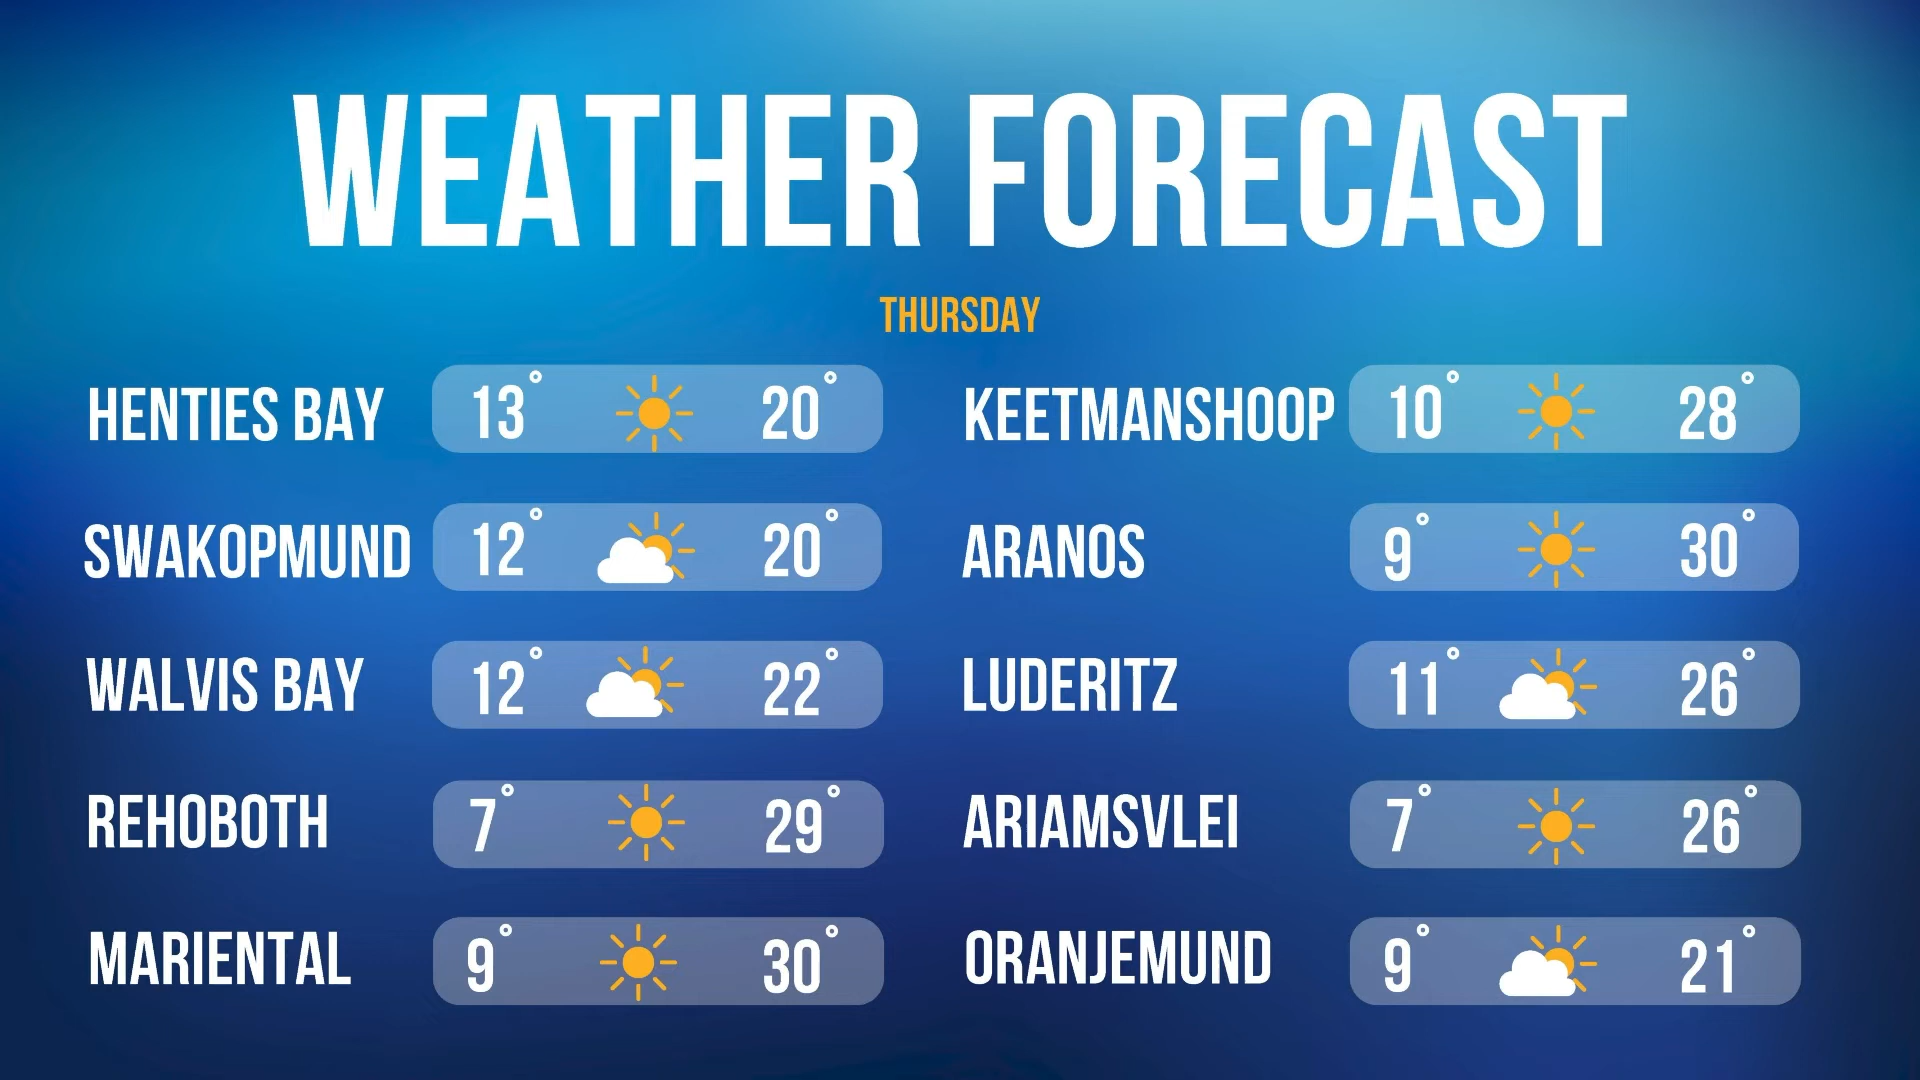 WEATHER FORECAST
THURSDAY
HENTIES BAY 13° 20°
SWAKOPMUND 12° 20°
WALVIS BAY 12° 22°
REHOBOTH 7° 29°
MARIENTAL 9° 30°
KEETMANSHOOP 10° 28°
ARANOS 9° 30°
LUDERITZ 11° 26°
ARIAMSVLEI 7° 26°
ORANJEMUND 9° 21°